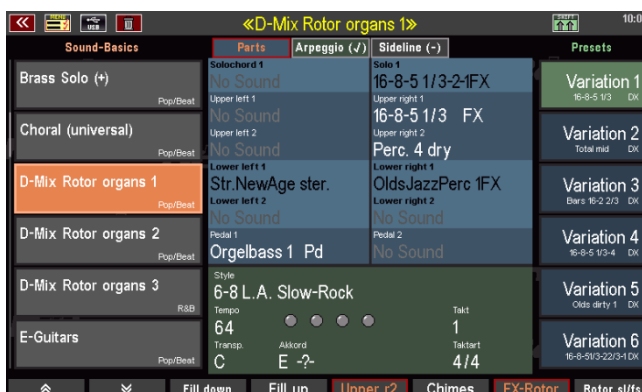 MENU
USB
«D-Mix Rotor organs 1»
START
10:0
Sound-Basics
Parts
Arpeggio (√)
Sideline (-)
Presets
Brass Solo (+)
Pop/Beat
Choral (universal)
Pop/Beat
D-Mix Rotor organs 1
Pop/Beat
D-Mix Rotor organs 2
Pop/Beat
D-Mix Rotor organs 3
R&B
E-Guitars
Pop/Beat
Solochord 1
No Sound
Solo 1
16-8-5 1/3-2-1FX
Upper left 1
No Sound
Upper right 1
16-8-5 1/3 FX
Upper left 2
No Sound
Upper right 2
Perc. 4 dry
Lower left 1
Str.NewAge ster.
Lower right 1
OldsJazzPerc 1FX
Lower left 2
No Sound
Lower right 2
No Sound
Pedal 1
Orgelbass 1 Pd
Pedal 2
No Sound
Style
6-8 L.A. Slow-Rock
Tempo
64
Takt
1
Transp.
C
Akkord
E -?-
Taktart
4/4
Variation 1
16-8-5 1/3 DX
Variation 2
Total mid DX
Variation 3
Bars 16-2 2/3 DX
Variation 4
16-8-5 1/3-4 DX
Variation 5
Olds dirty 1 DX
Variation 6
16-8-51/3-22/3-1 DX
Fill down
Fill up
Upper r2
Chimes
FX-Rotor
Rotor sl/fs